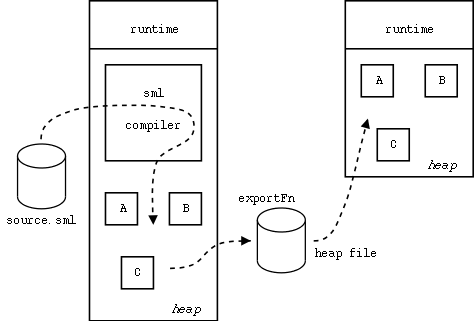 runtime
sml
compiler
source.sml
A
B
C
heap
exportFn
heap file
runtime
A
B
C
heap